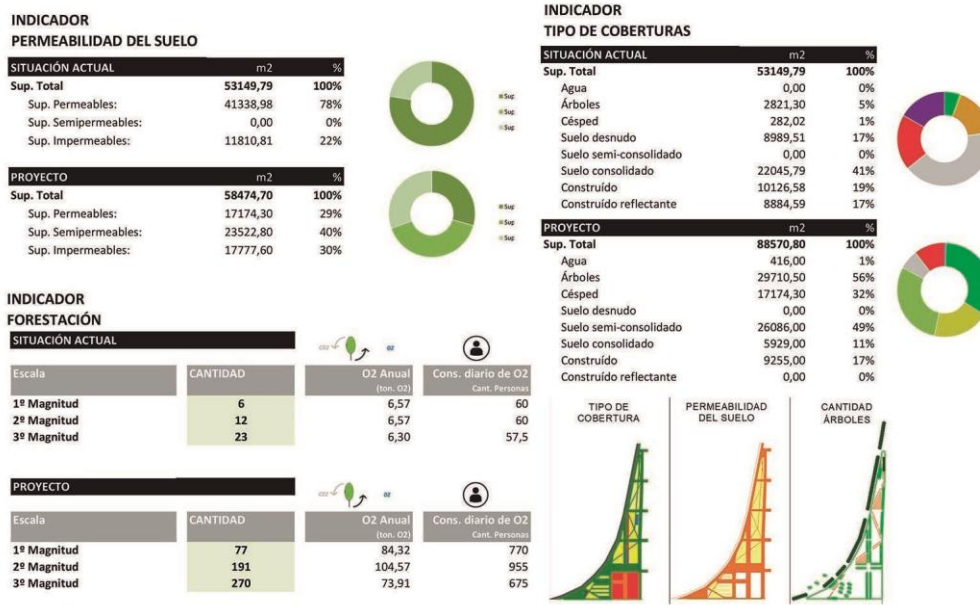 INDICADOR
PERMEABILIDAD DEL SUELO
SITUACIÓN ACTUAL m2 %
Sup. Total 53149,79 100%
Sup. Permeables: 41338,98 78%
Sup. Semipermeables: 0,00 0%
Sup. Impermeables: 11810,81 22%
Sup
Sup
Sup
PROYECTO m2 %
Sup. Total 58474,70 100%
Sup. Permeables: 17174,30 29%
Sup. Semipermeables: 23522,80 40%
Sup. Impermeables: 17777,60 30%
Sup
Sup
Sup
INDICADOR
FORESTACIÓN
SITUACIÓN ACTUAL
CO2 O2
Escala CANTIDAD O2 Anual Cons. diario de O2
(ton. O2) Cant. Personas
1º Magnitud 6 6,57 60
2º Magnitud 12 6,57 60
3º Magnitud 23 6,30 57,5
PROYECTO
CO2 O2
Escala CANTIDAD O2 Anual Cons. diario de O2
(ton. O2) Cant. Personas
1º Magnitud 77 84,32 770
2º Magnitud 191 104,57 955
3º Magnitud 270 73,91 675
INDICADOR
TIPO DE COBERTURAS
SITUACIÓN ACTUAL m2 %
Sup. Total 53149,79 100%
Agua 0,00 0%
Árboles 2821,30 5%
Césped 282,02 1%
Suelo desnudo 8989,51 17%
Suelo semi-consolidado 0,00 0%
Suelo consolidado 22045,79 41%
Construído 10126,58 19%
Construído reflectante 8884,59 17%
PROYECTO m2 %
Sup. Total 88570,80 100%
Agua 416,00 1%
Árboles 29710,50 56%
Césped 17174,30 32%
Suelo desnudo 0,00 0%
Suelo semi-consolidado 26086,00 49%
Suelo consolidado 5929,00 11%
Construído 9255,00 17%
Construído reflectante 0,00 0%
TIPO DE
COBERTURA
PERMEABILIDAD
DEL SUELO
CANTIDAD
ÁRBOLES